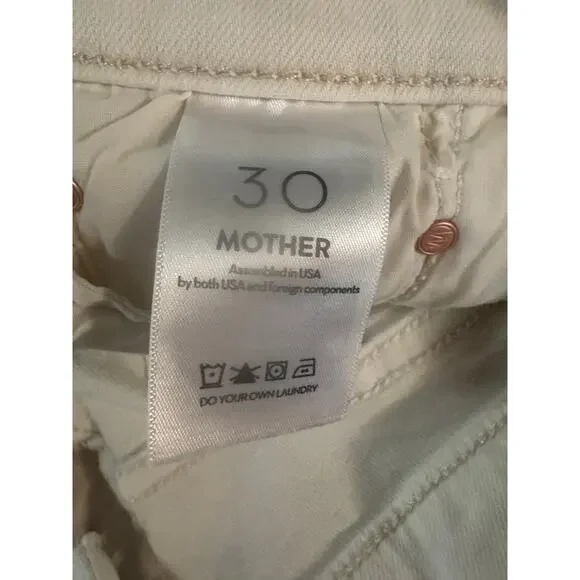 30
MOTHER
Assembled in USA
by both USA and foreign components
DO YOUR OWN LAUNDRY
M